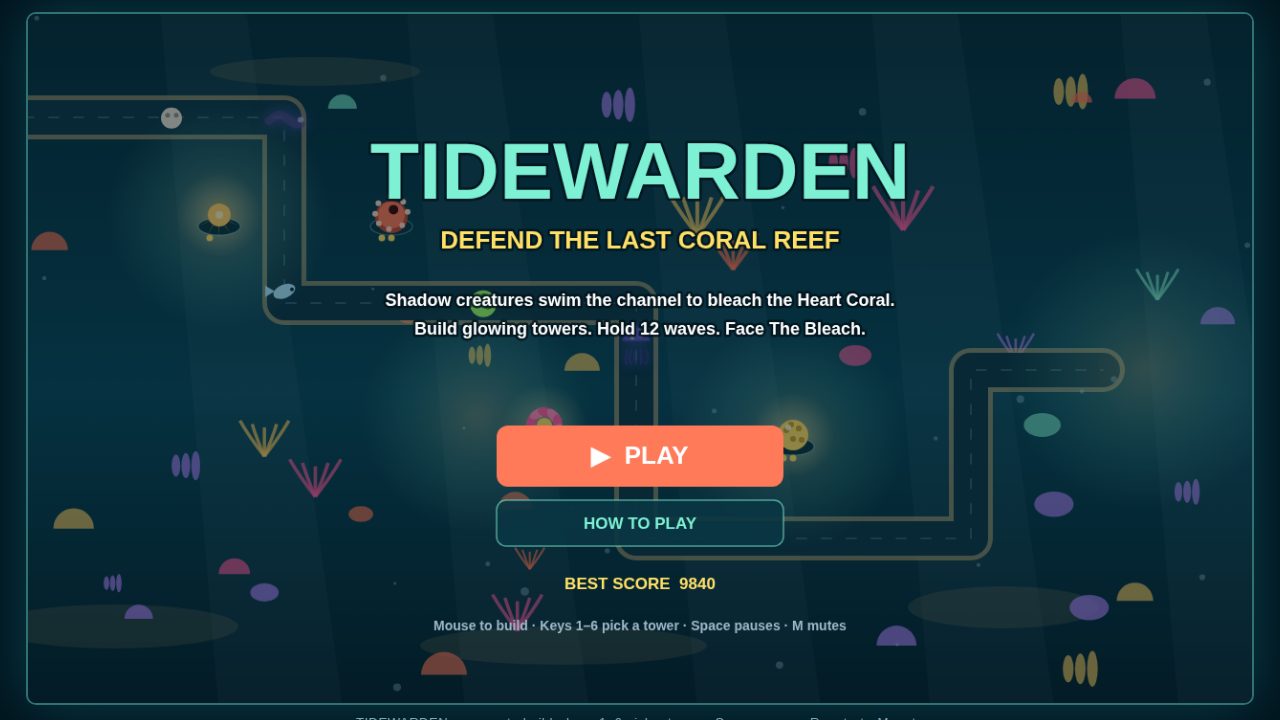 TIDEWARDEN
DEFEND THE LAST CORAL REEF
Shadow creatures swim the channel to bleach the Heart Coral.
Build glowing towers. Hold 12 waves. Face The Bleach.
▶ PLAY
HOW TO PLAY
BEST SCORE 9840
Mouse to build · Keys 1–6 pick a tower · Space pauses · M mutes
TIDEWARDEN